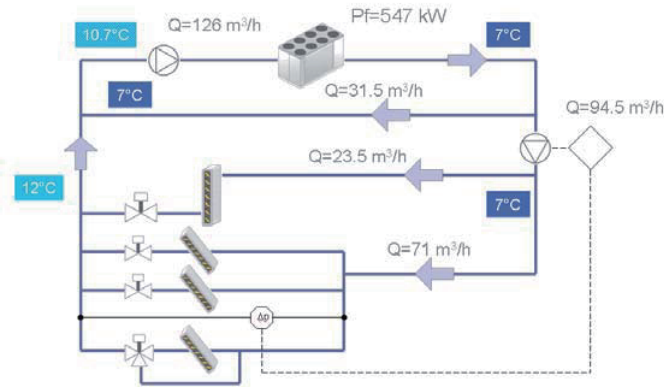 Q=126 m³/h
Pf=547 kW
10.7°C
7°C
7°C
Q=31.5 m³/h
Q=94.5 m³/h
12°C
Q=23.5 m³/h
7°C
Q=71 m³/h
Δp